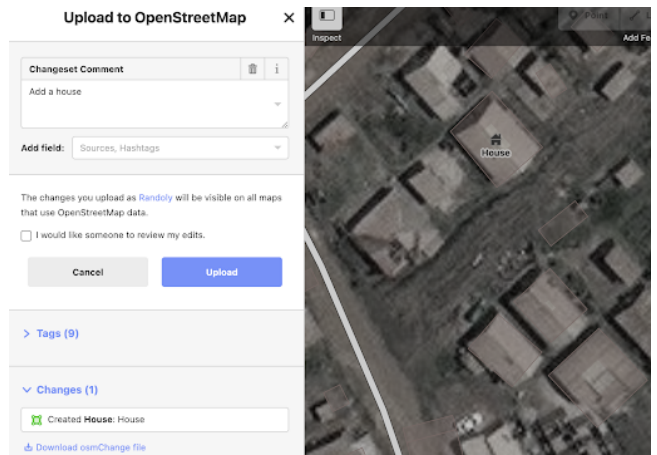 Upload to OpenStreetMap
Changeset Comment
Add a house
Add field: Sources, Hashtags
The changes you upload as Randoly will be visible on all maps
that use OpenStreetMap data.
I would like someone to review my edits.
Cancel Upload
Tags (9)
Changes (1)
Created House: House
Download osmChange file
Point
Inspect
Add Fe
House